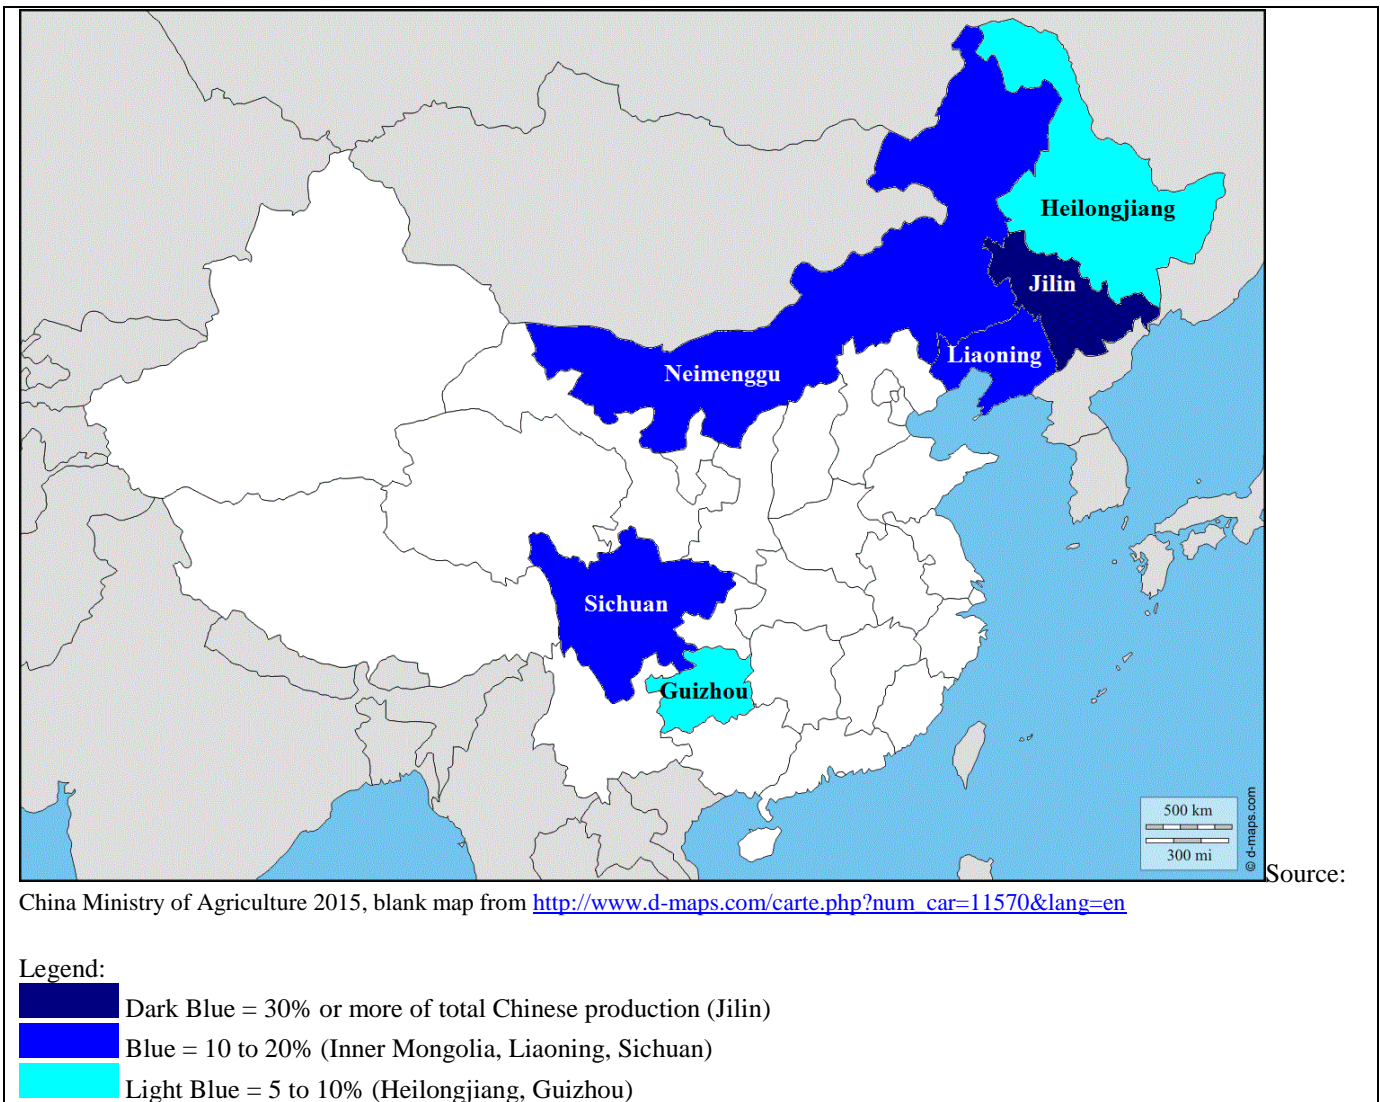 Heilongjiang
Jilin
Liaoning
Neimenggu
Sichuan
Guizhou
500 km
300 mi
© d-maps.com
Source:
China Ministry of Agriculture 2015, blank map from http://www.d-maps.com/carte.php?num_car=11570&lang=en
Legend:
Dark Blue = 30% or more of total Chinese production (Jilin)
Blue = 10 to 20% (Inner Mongolia, Liaoning, Sichuan)
Light Blue = 5 to 10% (Heilongjiang, Guizhou)